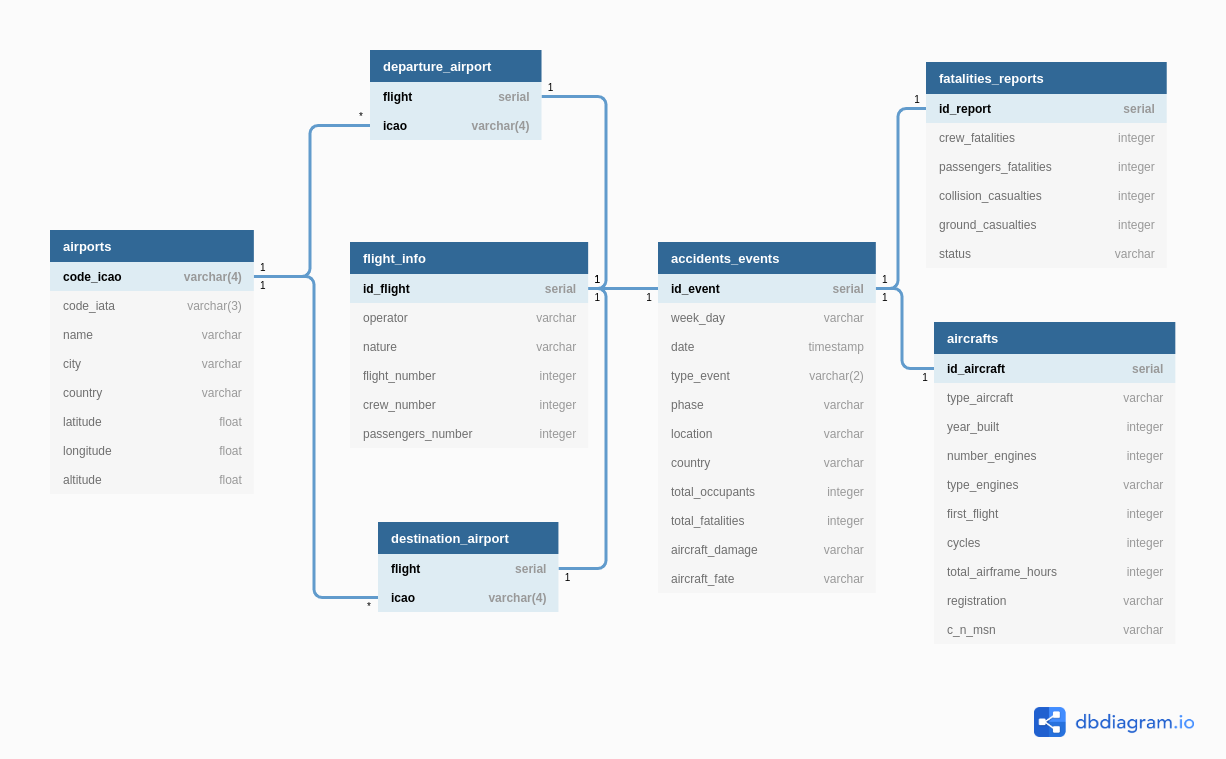 departure_airport
flight serial
icao varchar(4)
1
*
airports
code_icao varchar(4)
code_iata varchar(3)
name varchar
city varchar
country varchar
latitude float
longitude float
altitude float
1
1
flight_info
id_flight serial
operator varchar
nature varchar
flight_number integer
crew_number integer
passengers_number integer
1
1
destination_airport
flight serial
icao varchar(4)
1
*
accidents_events
id_event serial
week_day varchar
date timestamp
type_event varchar(2)
phase varchar
location varchar
country varchar
total_occupants integer
total_fatalities integer
aircraft_damage varchar
aircraft_fate varchar
1
1
1
fatalities_reports
id_report serial
crew_fatalities integer
passengers_fatalities integer
collision_casualties integer
ground_casualties integer
status varchar
1
aircrafts
id_aircraft serial
type_aircraft varchar
year_built integer
number_engines integer
type_engines varchar
first_flight integer
cycles integer
total_airframe_hours integer
registration varchar
c_n_msn varchar
1
dbdiagram.io